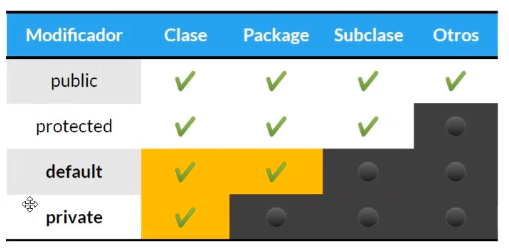 Modificador Clase Package Subclase Otros
public ✓ ✓ ✓ ✓
protected ✓ ✓ ✓
default ✓ ✓
private ✓